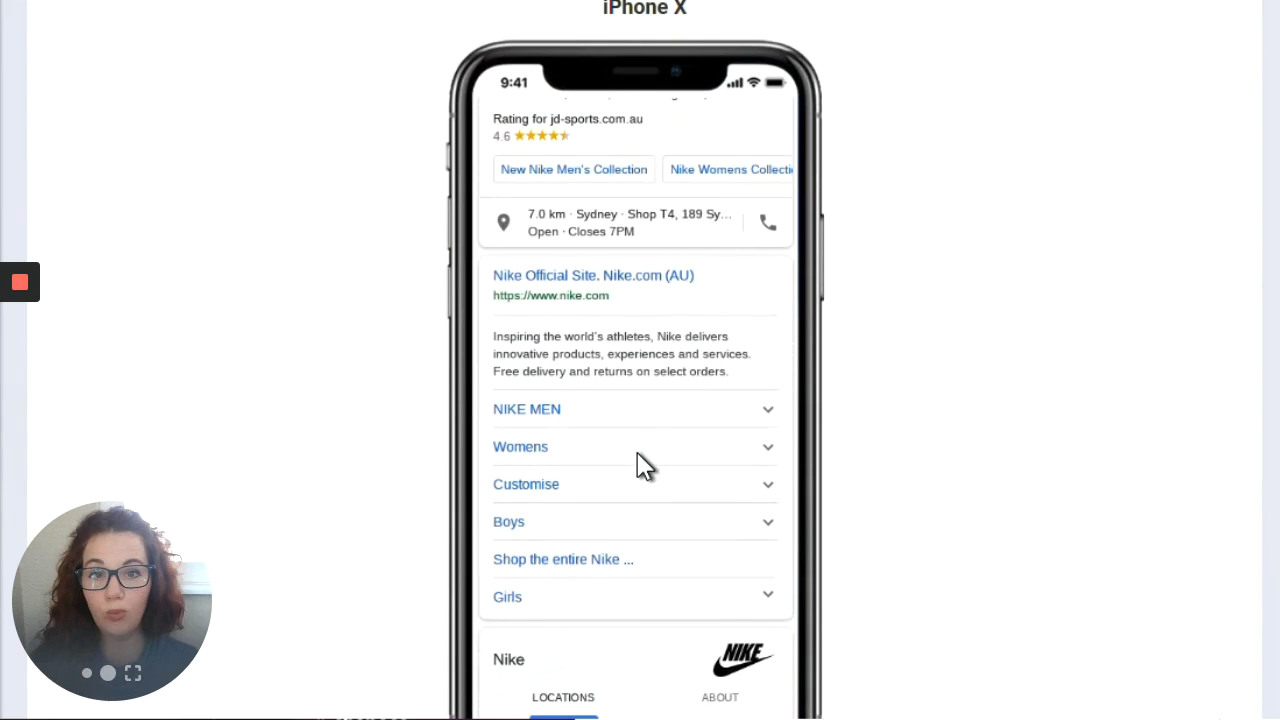 iPhone X
9:41
Rating for jd-sports.com.au
4.6
New Nike Men's Collection
Nike Womens Collecti
7.0 km · Sydney · Shop T4, 189 Sy...
Open · Closes 7PM
Nike Official Site. Nike.com (AU)
https://www.nike.com
Inspiring the world's athletes, Nike delivers
innovative products, experiences and services.
Free delivery and returns on select orders.
NIKE MEN
Womens
Customise
Boys
Shop the entire Nike ...
Girls
Nike
NIKE
LOCATIONS
ABOUT